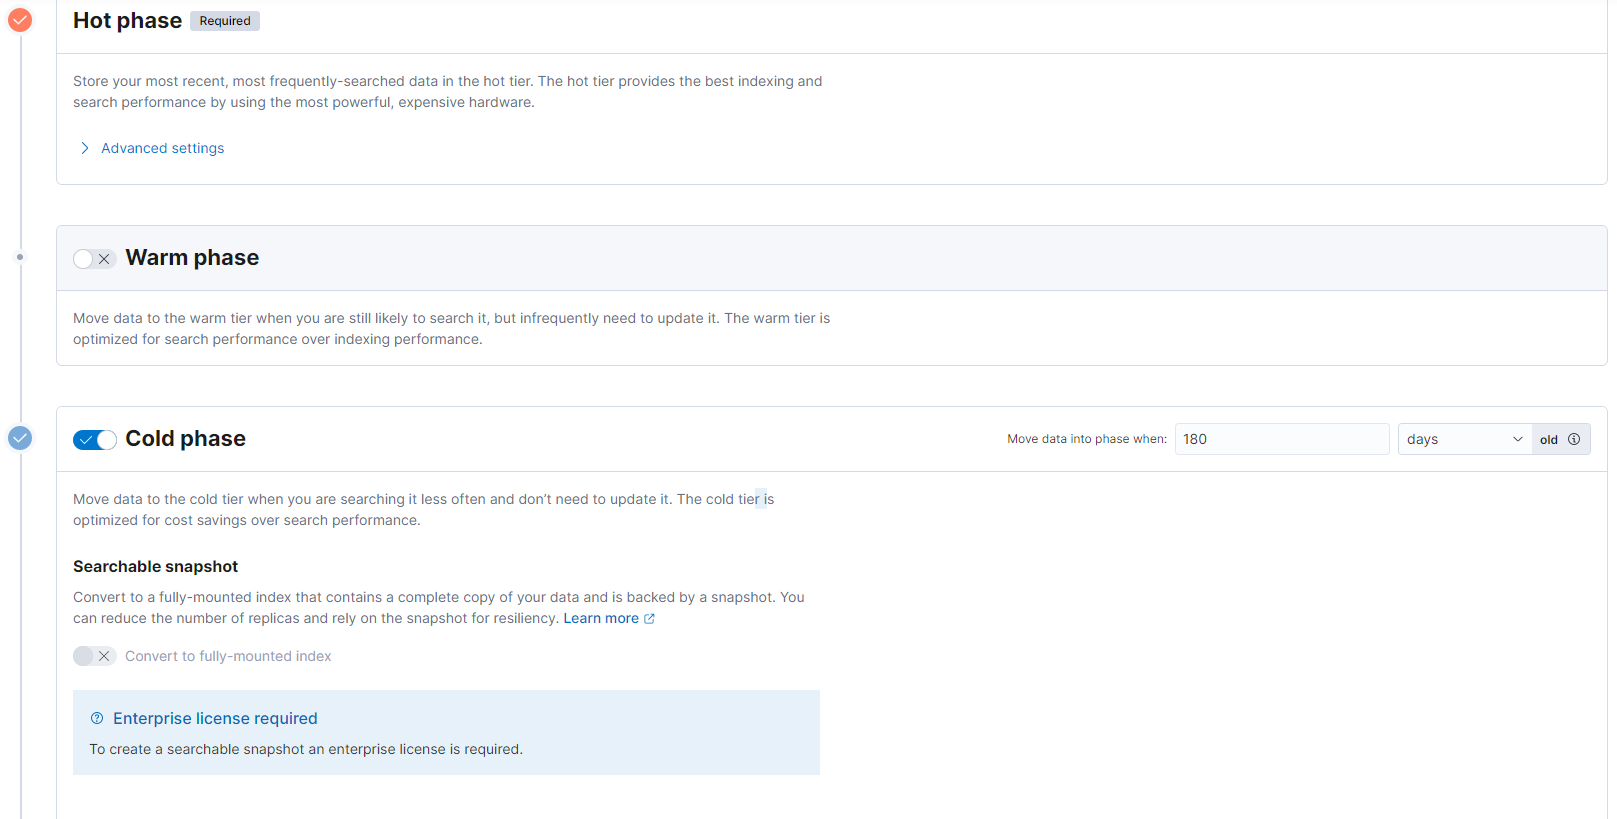 Hot phase Required
Store your most recent, most frequently-searched data in the hot tier. The hot tier provides the best indexing and
search performance by using the most powerful, expensive hardware.
Advanced settings
Warm phase
Move data to the warm tier when you are still likely to search it, but infrequently need to update it. The warm tier is
optimized for search performance over indexing performance.
Cold phase Move data into phase when: 180 days old
Move data to the cold tier when you are searching it less often and don’t need to update it. The cold tier is
optimized for cost savings over search performance.
Searchable snapshot
Convert to a fully-mounted index that contains a complete copy of your data and is backed by a snapshot. You
can reduce the number of replicas and rely on the snapshot for resiliency. Learn more
Convert to fully-mounted index
Enterprise license required
To create a searchable snapshot an enterprise license is required.